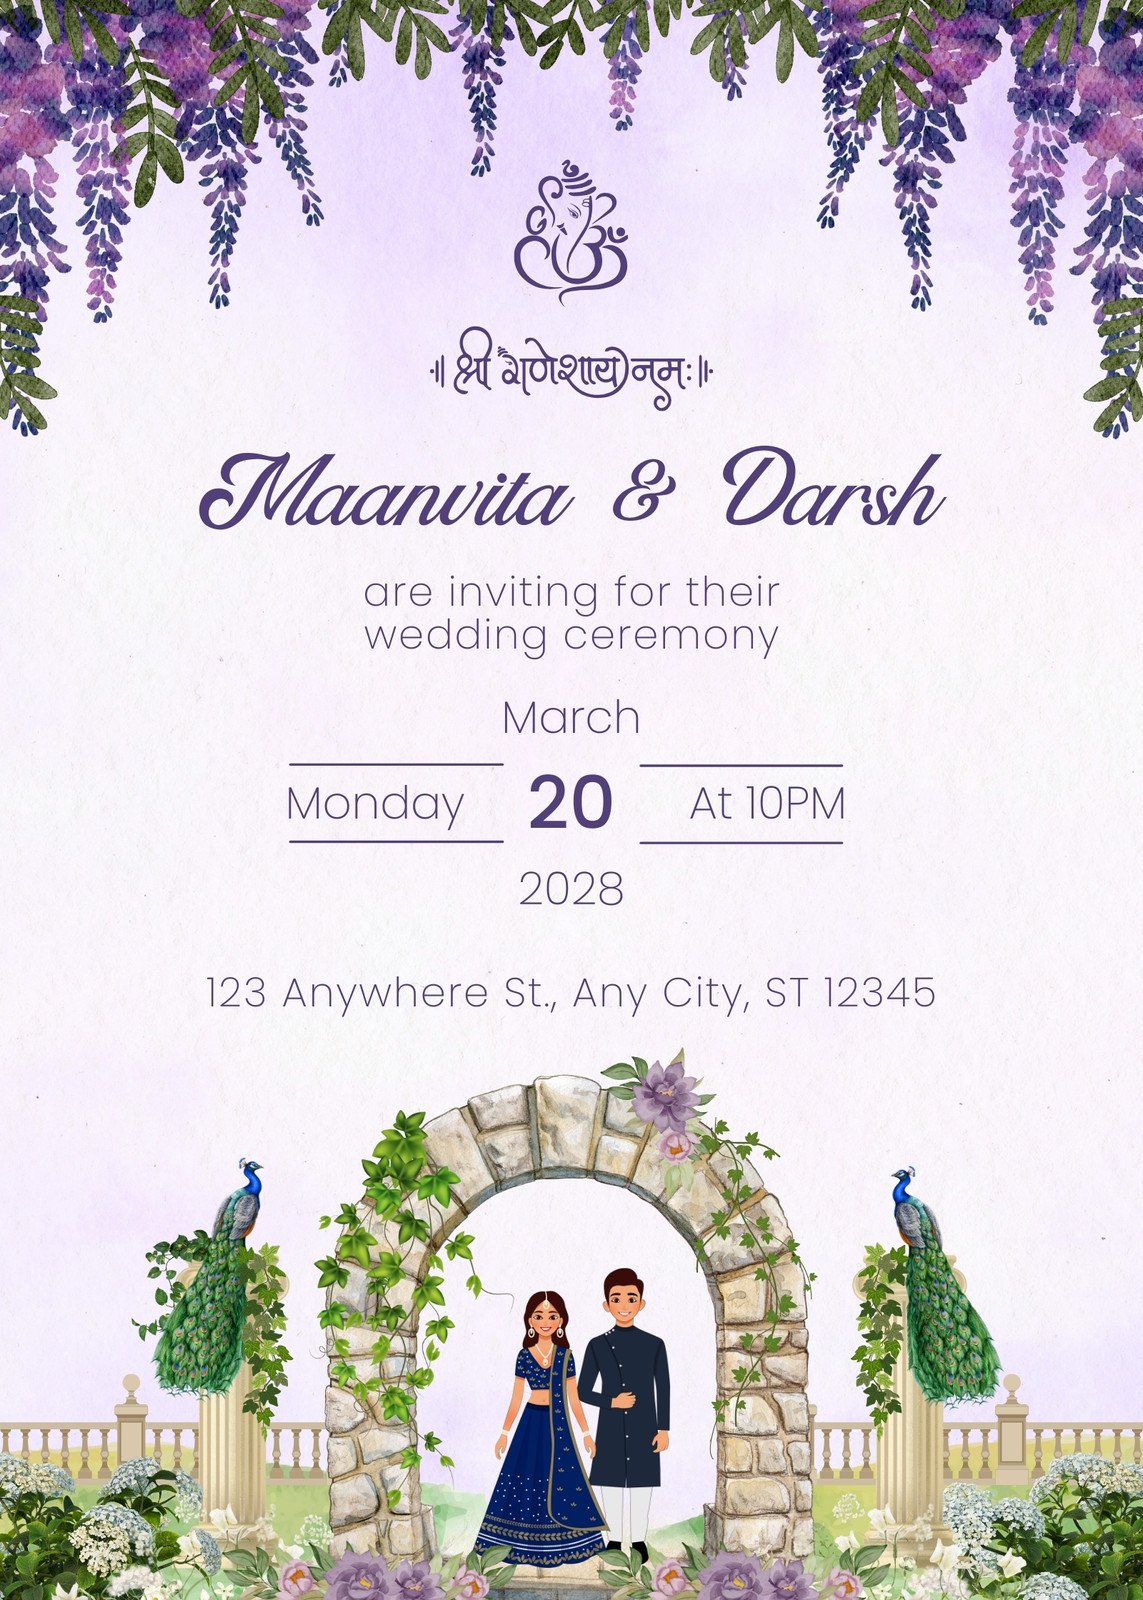 ॥ श्री गणेशाय नमः ॥
Maanvita & Darsh
are inviting for their
wedding ceremony
March
Monday 20 At 10PM
2028
123 Anywhere St., Any City, ST 12345